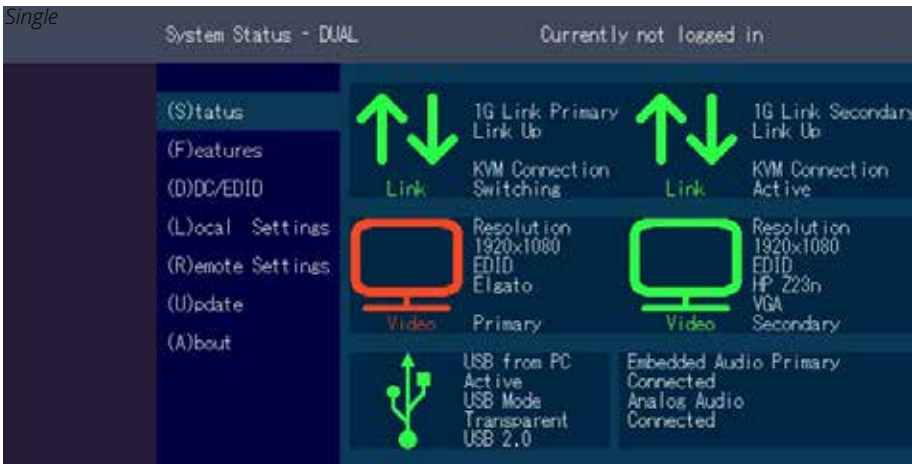 Single
System Status - DUAL
Currently not logged in
(S)tatus
(F)eatures
(D)DC/EDID
(L)ocal Settings
(R)emote Settings
(U)pdate
(A)bout
Link
1G Link Primary
Link Up
KVM Connection
Switching
Link
1G Link Secondary
Link Up
KVM Connection
Active
Video
Resolution
1920x1080
EDID
Elgato
Primary
Video
Resolution
1920x1080
EDID
HP Z23n
VGA
Secondary
USB from PC
Active
USB Mode
Transparent
USB 2.0
Embedded Audio Primary
Connected
Analog Audio
Connected